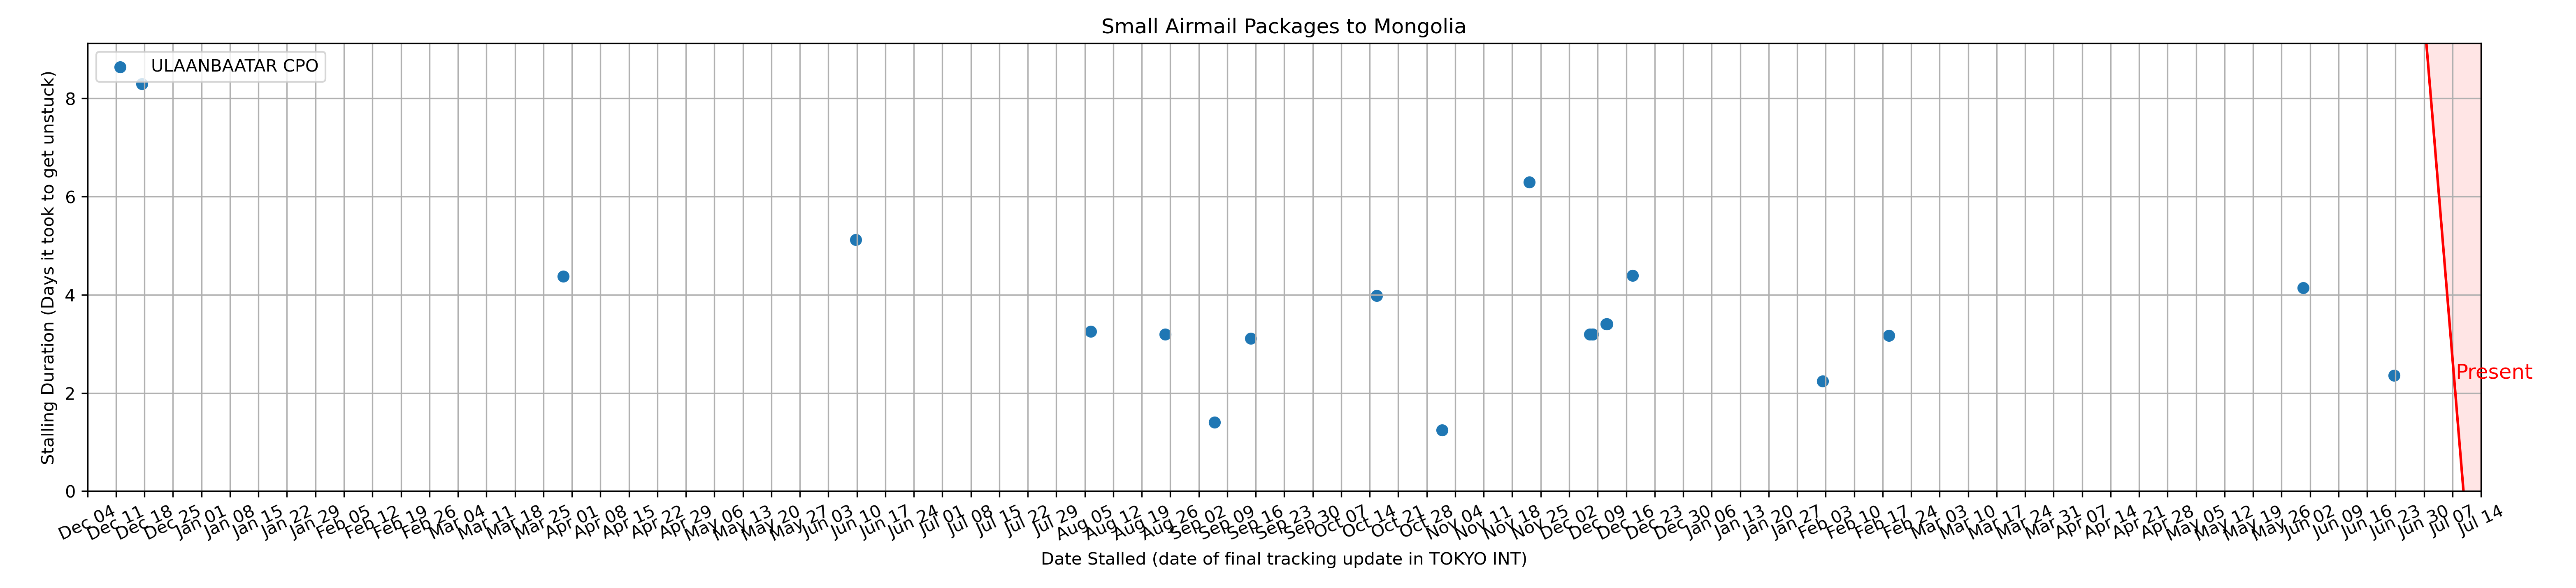 Small Airmail Packages to Mongolia
ULAANBAATAR CPO
Stalling Duration (Days it took to get unstuck)
8
6
4
2
0
Present
Dec 04 Dec 11 Dec 18 Dec 25 Jan 01 Jan 08 Jan 15 Jan 22 Jan 29 Feb 05 Feb 12 Feb 19 Feb 26 Mar 04 Mar 11 Mar 18 Mar 25 Apr 01 Apr 08 Apr 15 Apr 22 Apr 29 May 06 May 13 May 20 May 27 Jun 03 Jun 10 Jun 17 Jun 24 Jul 01 Jul 08 Jul 15 Jul 22 Jul 29 Aug 05 Aug 12 Aug 19 Aug 26 Sep 02 Sep 09 Sep 16 Sep 23 Sep 30 Oct 07 Oct 14 Oct 21 Oct 28 Nov 04 Nov 11 Nov 18 Nov 25 Dec 02 Dec 09 Dec 16 Dec 23 Dec 30 Jan 06 Jan 13 Jan 20 Jan 27 Feb 03 Feb 10 Feb 17 Feb 24 Mar 03 Mar 10 Mar 17 Mar 24 Mar 31 Apr 07 Apr 14 Apr 21 Apr 28 May 05 May 12 May 19 May 26 Jun 02 Jun 09 Jun 16 Jun 23 Jun 30 Jul 07 Jul 14
Date Stalled (date of final tracking update in TOKYO INT)